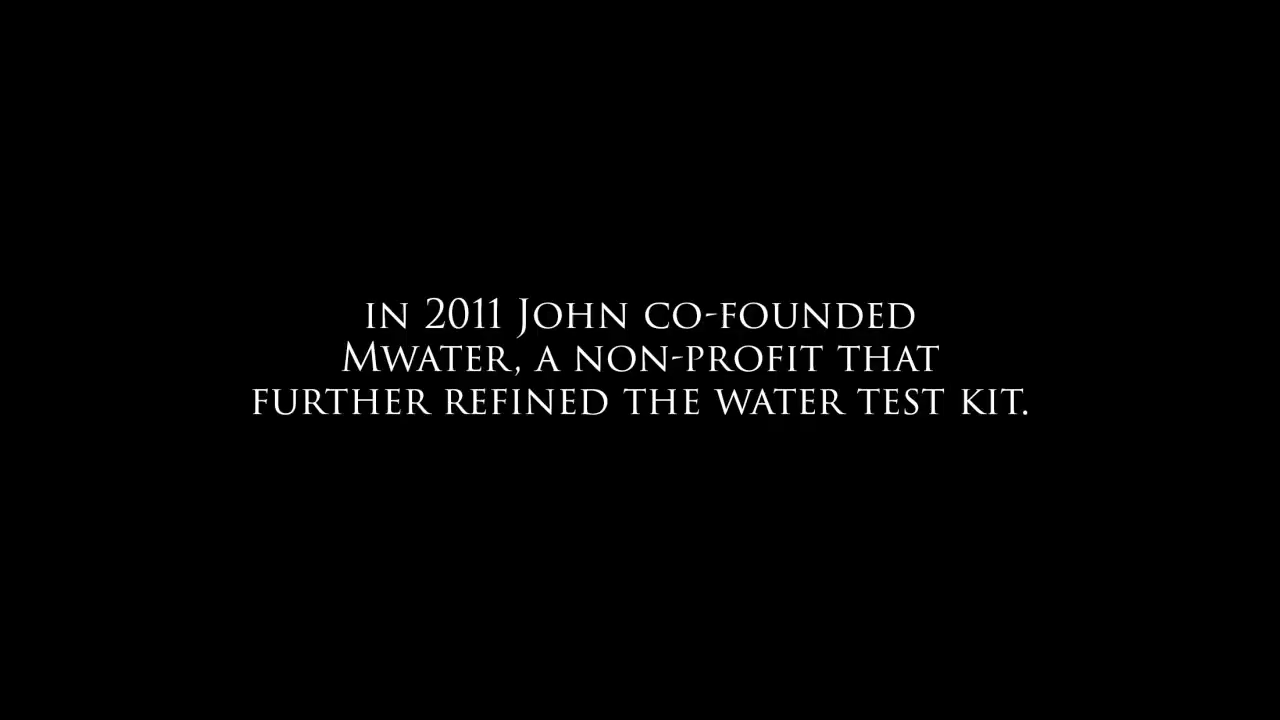 in 2011 John co-founded
Mwater, a non-profit that
further refined the water test kit.